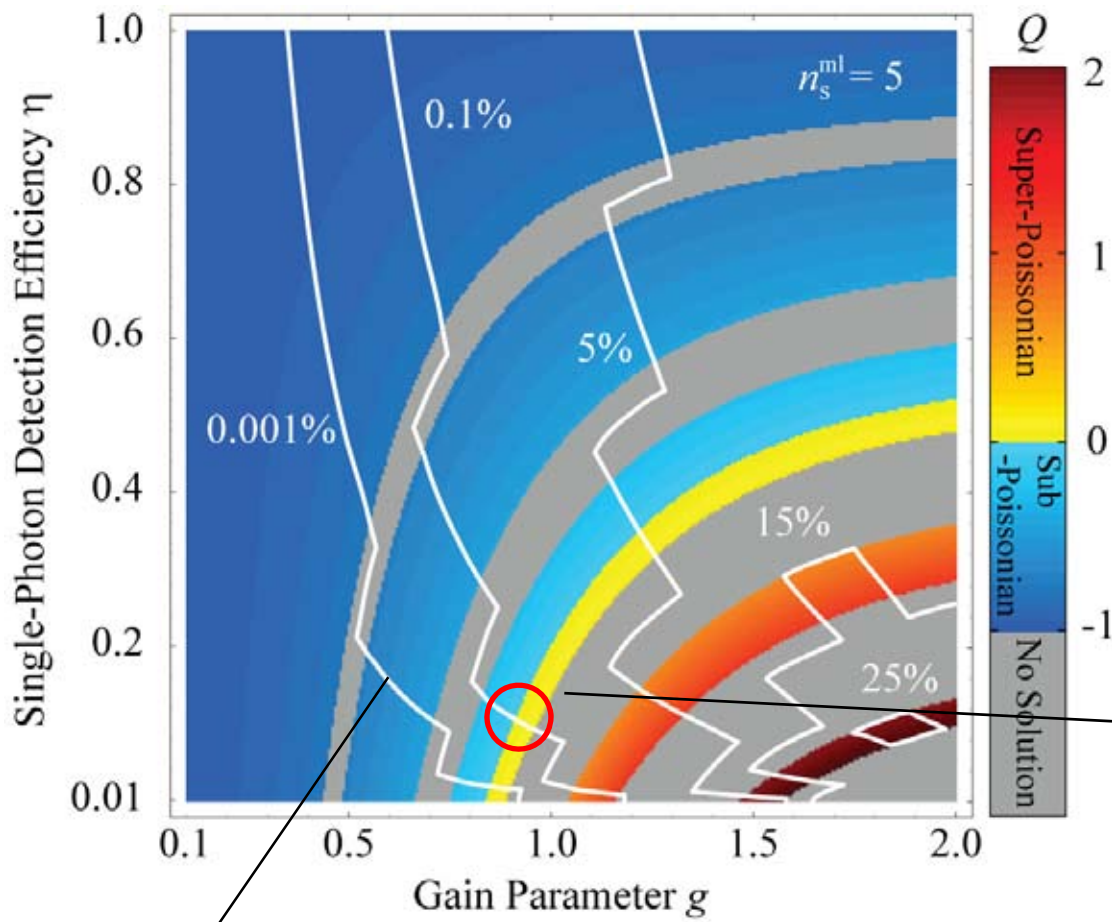 Q
1.0
n_s^ml = 5
2
0.1%
Super-Poissonian
0.8
1
0.6
5%
0.001%
0
0.4
Sub
-Poissonian
15%
0.2
-1
25%
No Solution
0.01
0.1
0.5
1.0
1.5
2.0
Single-Photon Detection Efficiency η
Gain Parameter g